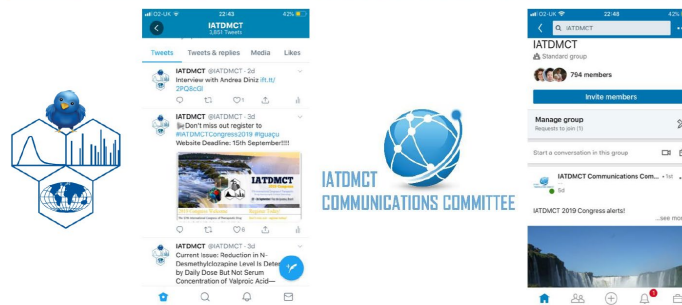 O2-UK 22:43 42%
IATDMCT
1,851 Tweets
Tweets Tweets & replies Media Likes
IATDMCT @IATDMCT · 2d
Interview with Andrea Diniz ift.tt/
2PQ8cGl
1
IATDMCT @IATDMCT · 3d
Don't miss out register to
#IATDMCTCongress2019 #Iguaçu
Website Deadline: 15th September!!!!
IATDMCT
2019 Congress
6
IATDMCT @IATDMCT · 3d
Current Issue: Reduction in N-
Desmethylclozapine Level Is Dete
by Daily Dose But Not Serum
Concentration of Valproic Acid—
IATDMCT
COMMUNICATIONS COMMITTEE
O2-UK 22:48 42%
IATDMCT
IATDMCT
Standard group
794 members
Invite members
Manage group
Requests to join (1)
Start a conversation in this group
IATDMCT Communications Com... • 1st
5d
IATDMCT 2019 Congress alerts!
...see more
1